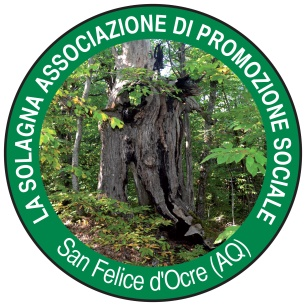 LA SOLAGNA ASSOCIAZIONE DI PROMOZIONE SOCIALE
San Felice d'Ocre (AQ)